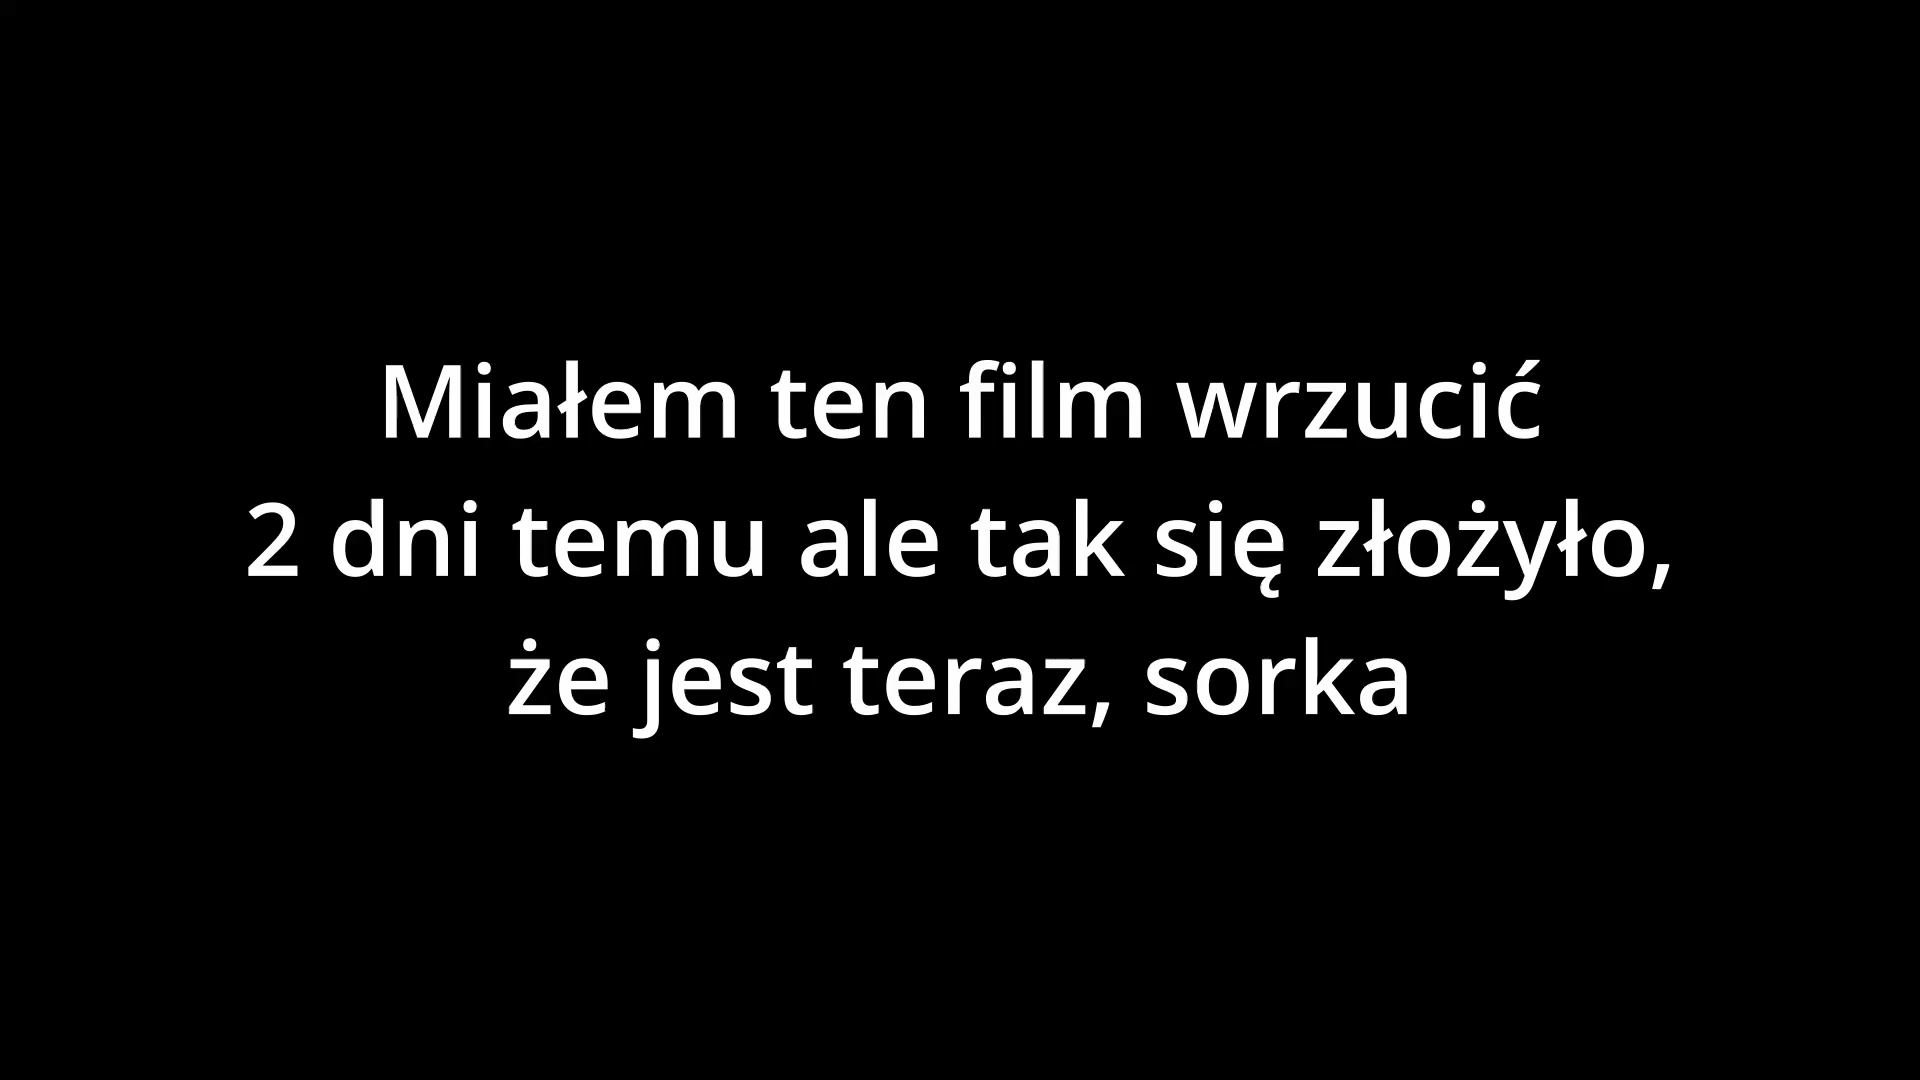 Miałem ten film wrzucić
2 dni temu ale tak się złożyło,
że jest teraz, sorka